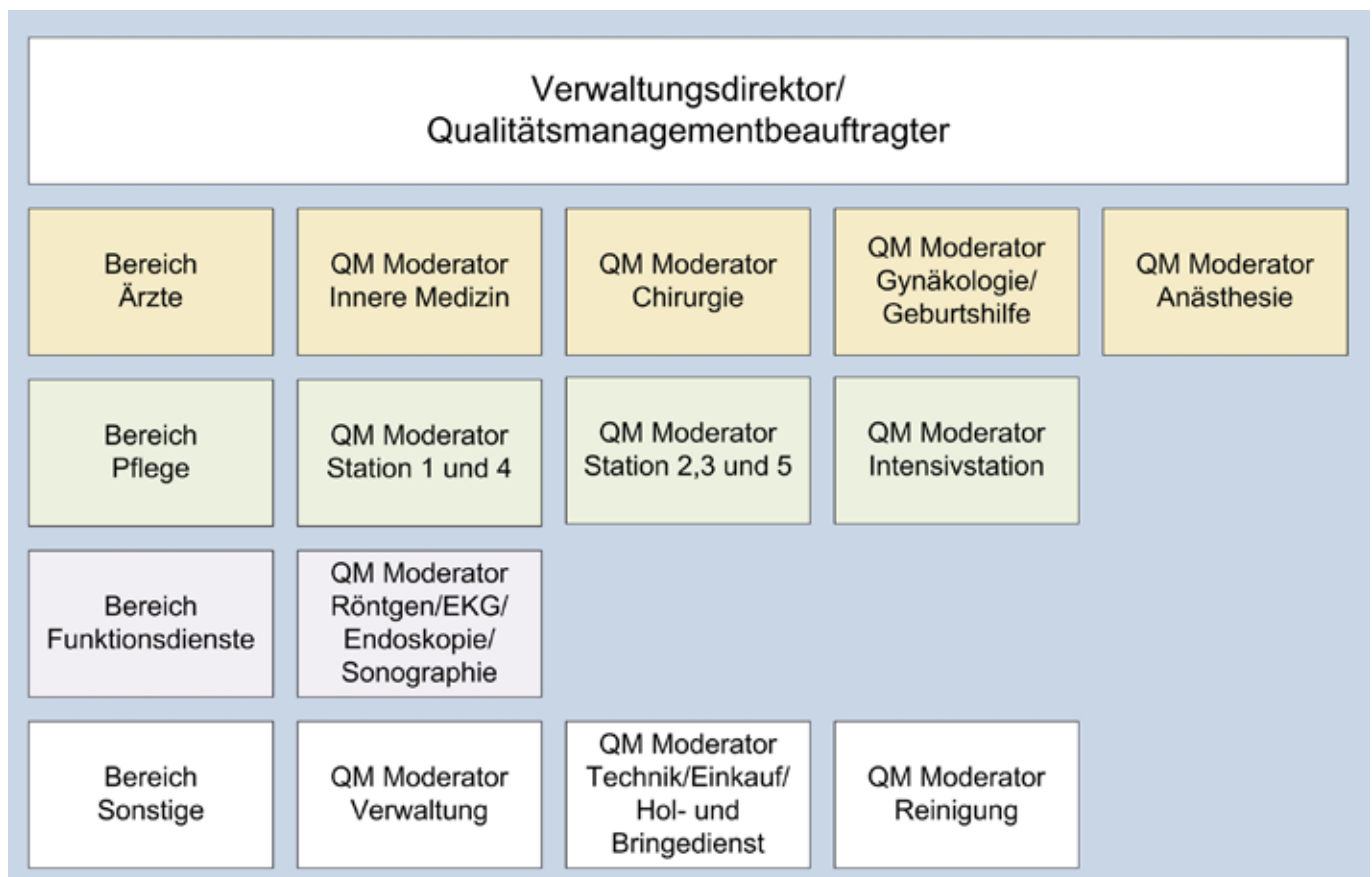 Verwaltungsdirektor/
Qualitätsmanagementbeauftragter
Bereich
Ärzte
QM Moderator
Innere Medizin
QM Moderator
Chirurgie
QM Moderator
Gynäkologie/
Geburtshilfe
QM Moderator
Anästhesie
Bereich
Pflege
QM Moderator
Station 1 und 4
QM Moderator
Station 2,3 und 5
QM Moderator
Intensivstation
Bereich
Funktionsdienste
QM Moderator
Röntgen/EKG/
Endoskopie/
Sonographie
Bereich
Sonstige
QM Moderator
Verwaltung
QM Moderator
Technik/Einkauf/
Hol- und
Bringedienst
QM Moderator
Reinigung